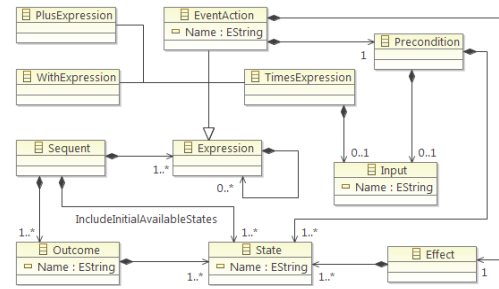 PlusExpression
EventAction
Name : EString
1
Precondition
WithExpression
TimesExpression
0..1
0..1
Sequent
1..*
Expression
0..*
Input
Name : EString
IncludeInitialAvailableStates
1..*
1..*
1..*
Outcome
Name : EString
1..*
State
Name : EString
1..*
Effect
1